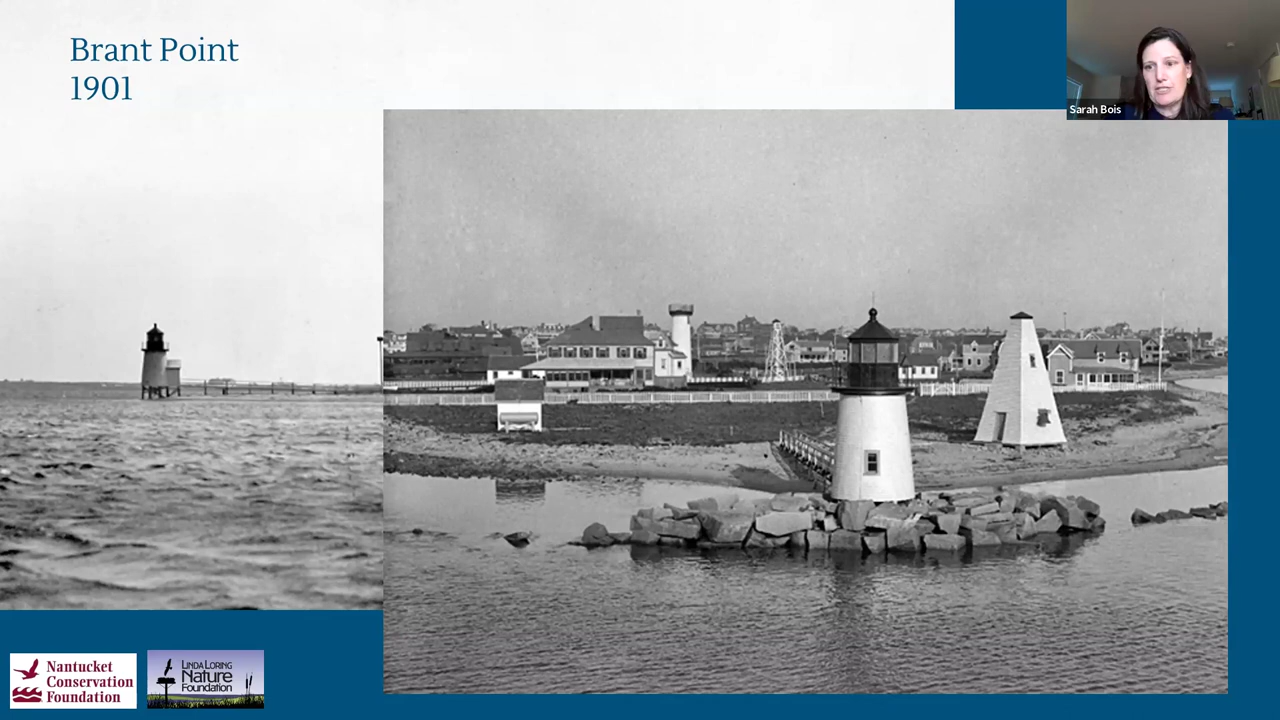 Brant Point
1901
Sarah Bois
Nantucket
Conservation
Foundation
LINDA LORING
Nature
Foundation